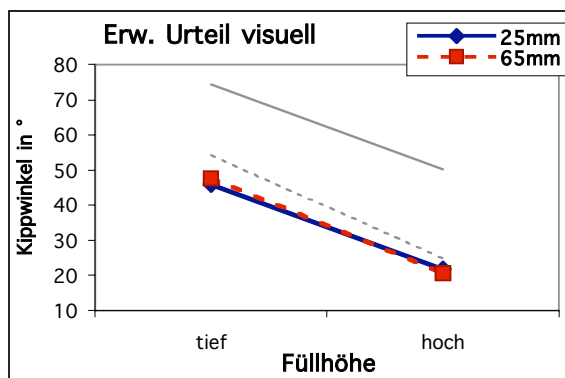 Erw. Urteil visuell
25mm
65mm
Kippwinkel in °
80
70
60
50
40
30
20
10
tief
hoch
Füllhöhe